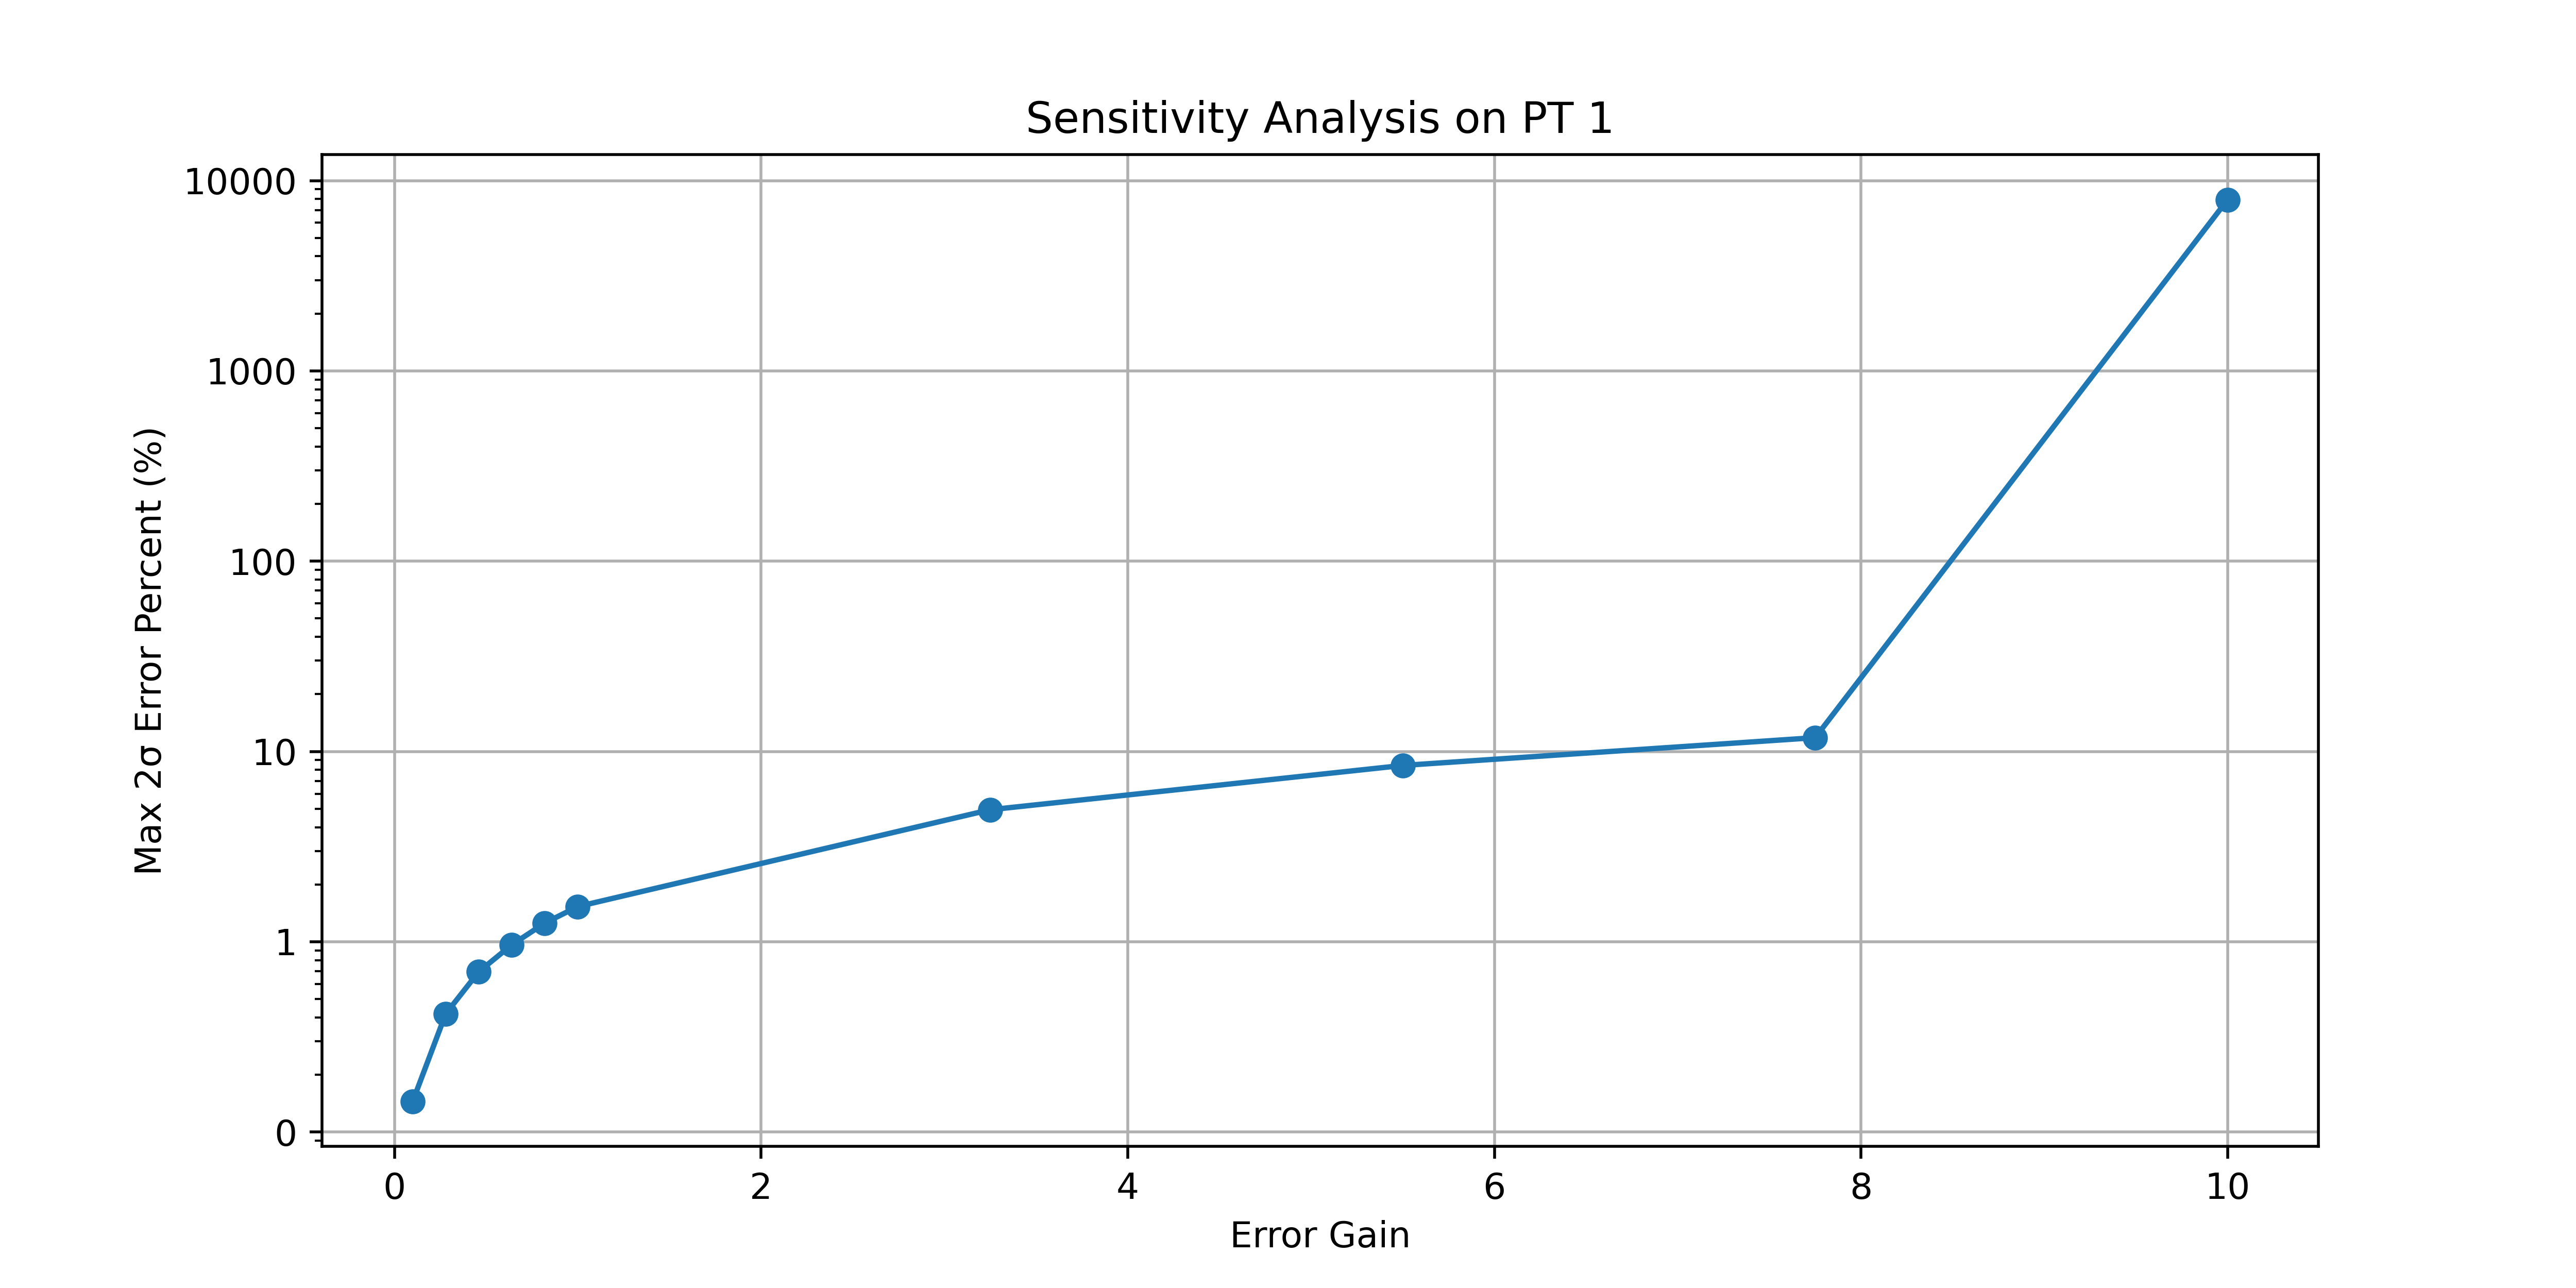 Sensitivity Analysis on PT 1
10000
1000
100
10
1
0
Max 2σ Error Percent (%)
0 2 4 6 8 10
Error Gain